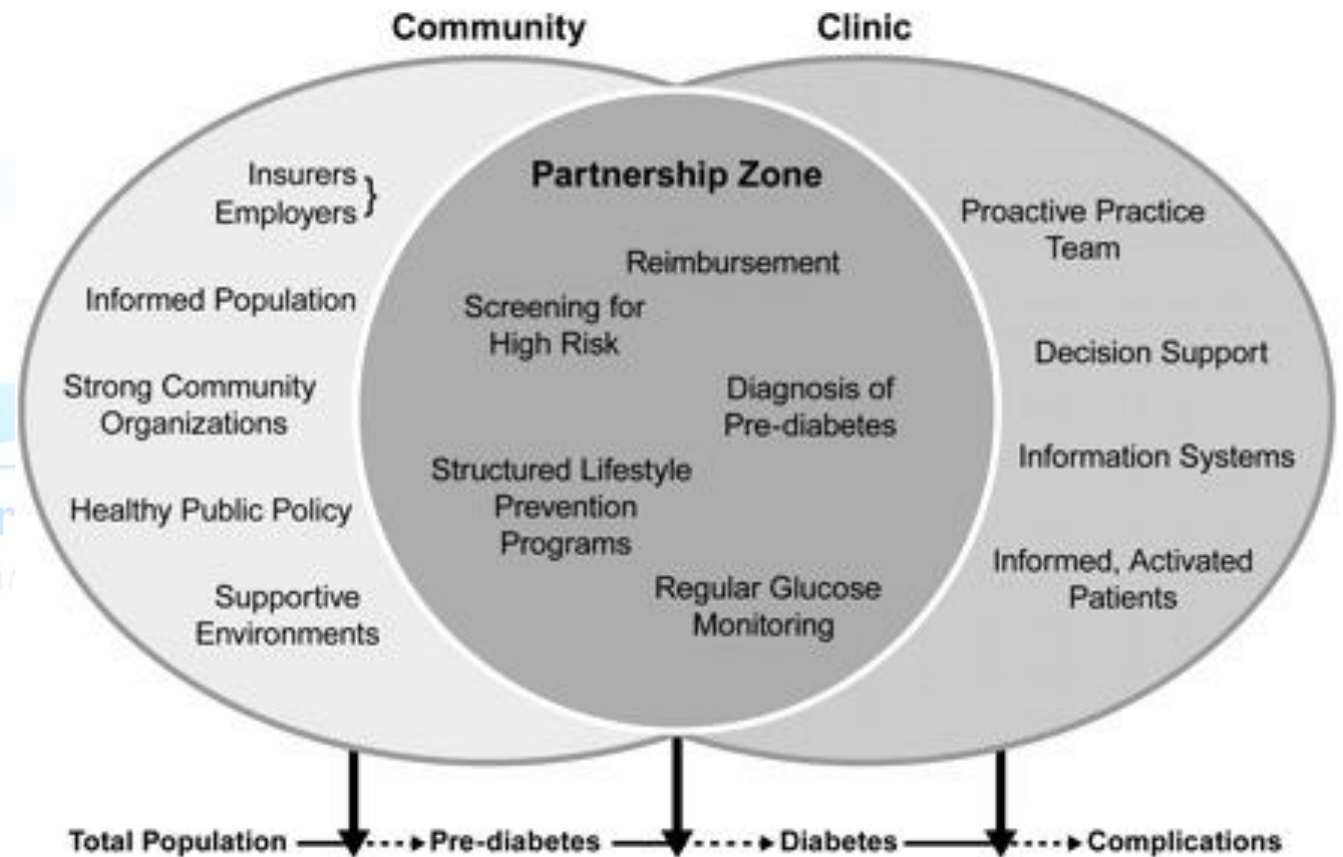 Community
Clinic
Insurers
Employers }
Informed Population
Strong Community
Organizations
Healthy Public Policy
Supportive
Environments
Partnership Zone
Reimbursement
Screening for
High Risk
Diagnosis of
Pre-diabetes
Structured Lifestyle
Prevention
Programs
Regular Glucose
Monitoring
Proactive Practice
Team
Decision Support
Information Systems
Informed, Activated
Patients
Total Population
Pre-diabetes
Diabetes
Complications